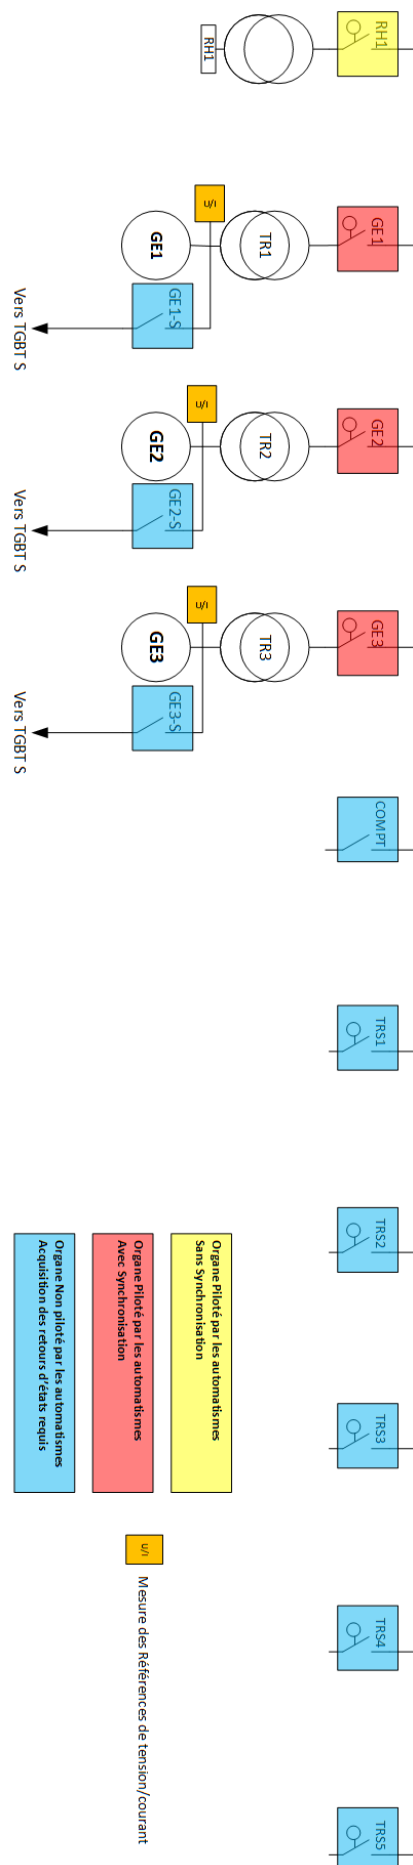 RH1
RH1
GE1
TR1
U/I
GE1
GE1-S
Vers TGBT S
GE2
TR2
U/I
GE2
GE2-S
Vers TGBT S
GE3
TR3
U/I
GE3
GE3-S
Vers TGBT S
COMPT
TRS1
TRS2
TRS3
TRS4
TRS5
Organe Piloté par les automatismes
Sans Synchronisation
Organe Piloté par les automatismes
Avec Synchronisation
Organe Non piloté par les automatismes
Acquisition des retours d'états requis
U/I
Mesure des Références de tension/courant